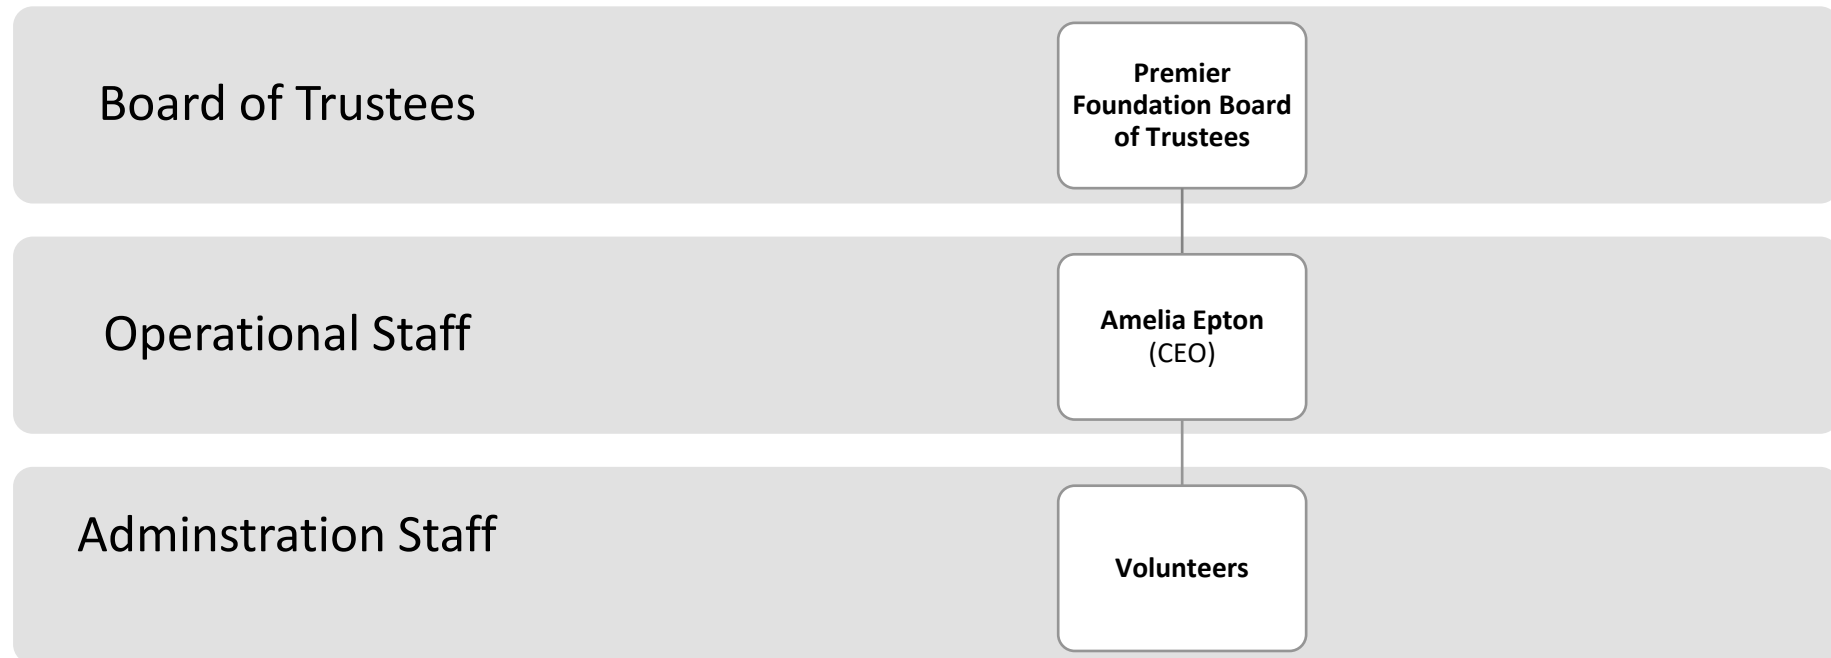 Board of Trustees
Premier
Foundation Board
of Trustees
Operational Staff
Amelia Epton
(CEO)
Adminstration Staff
Volunteers